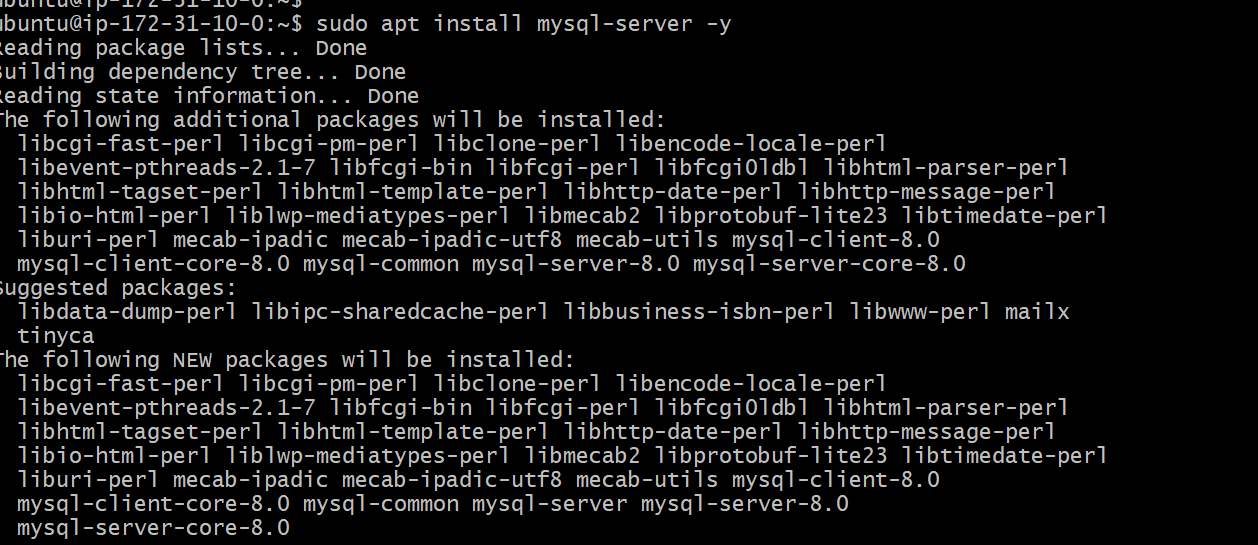 ubuntu@ip-172-31-10-0:~$
ubuntu@ip-172-31-10-0:~$ sudo apt install mysql-server -y
Reading package lists... Done
Building dependency tree... Done
Reading state information... Done
The following additional packages will be installed:
  libcgi-fast-perl libcgi-pm-perl libclone-perl libencode-locale-perl
  libevent-pthreads-2.1-7 libfcgi-bin libfcgi-perl libfcgi0ldbl libhtml-parser-perl
  libhtml-tagset-perl libhtml-template-perl libhttp-date-perl libhttp-message-perl
  libio-html-perl liblwp-mediatypes-perl libmecab2 libprotobuf-lite23 libtimedate-perl
  liburi-perl mecab-ipadic mecab-ipadic-utf8 mecab-utils mysql-client-8.0
  mysql-client-core-8.0 mysql-common mysql-server-8.0 mysql-server-core-8.0
Suggested packages:
  libdata-dump-perl libipc-sharedcache-perl libbusiness-isbn-perl libwww-perl mailx
  tinyca
The following NEW packages will be installed:
  libcgi-fast-perl libcgi-pm-perl libclone-perl libencode-locale-perl
  libevent-pthreads-2.1-7 libfcgi-bin libfcgi-perl libfcgi0ldbl libhtml-parser-perl
  libhtml-tagset-perl libhtml-template-perl libhttp-date-perl libhttp-message-perl
  libio-html-perl liblwp-mediatypes-perl libmecab2 libprotobuf-lite23 libtimedate-perl
  liburi-perl mecab-ipadic mecab-ipadic-utf8 mecab-utils mysql-client-8.0
  mysql-client-core-8.0 mysql-common mysql-server mysql-server-8.0
  mysql-server-core-8.0